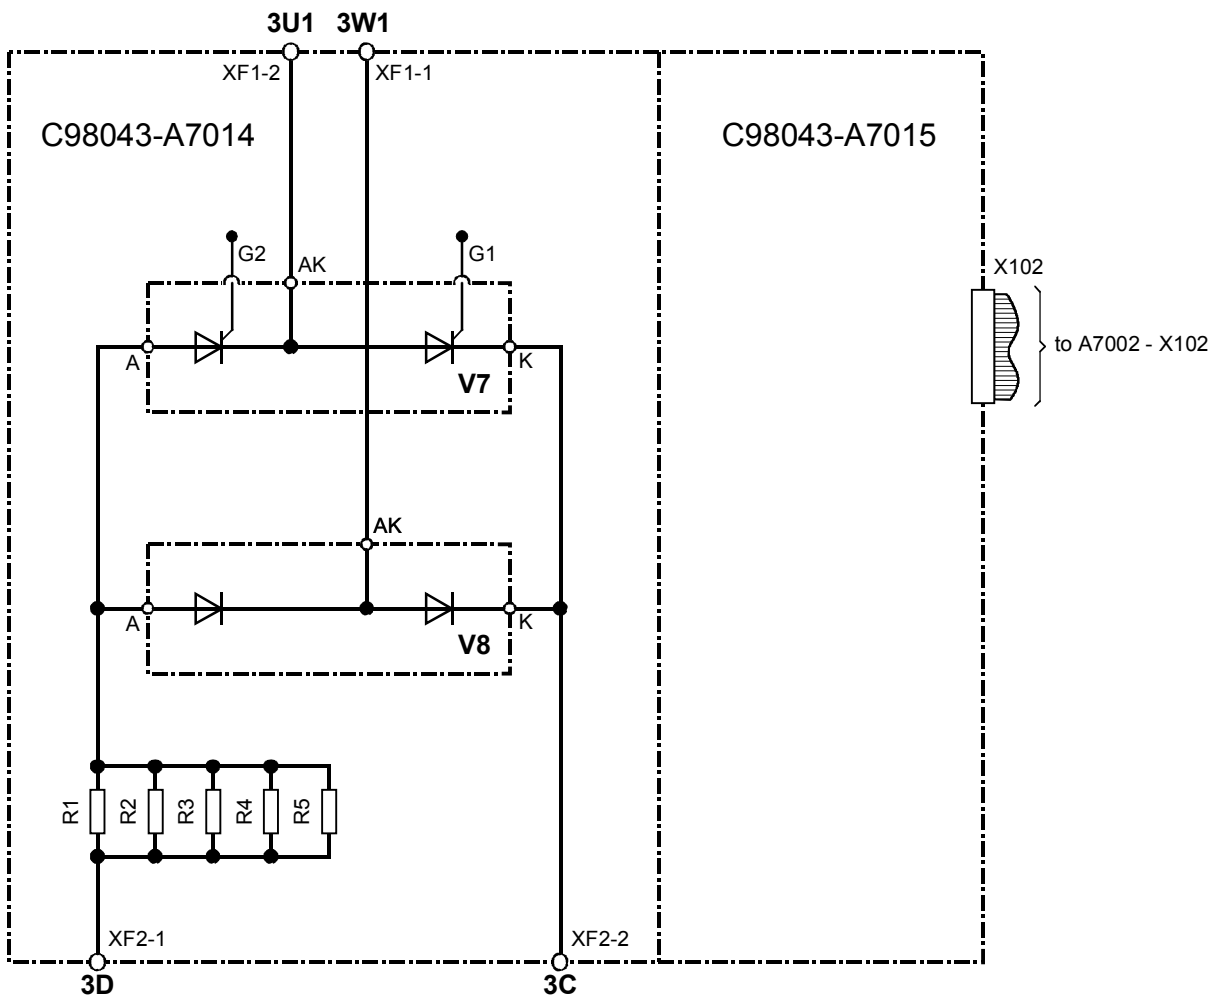 3U1 3W1
XF1-2 XF1-1
C98043-A7014 C98043-A7015
G2 G1
AK
X102
to A7002 - X102
A K
V7
AK
A K
V8
R1 R2 R3 R4 R5
XF2-1 XF2-2
3D 3C